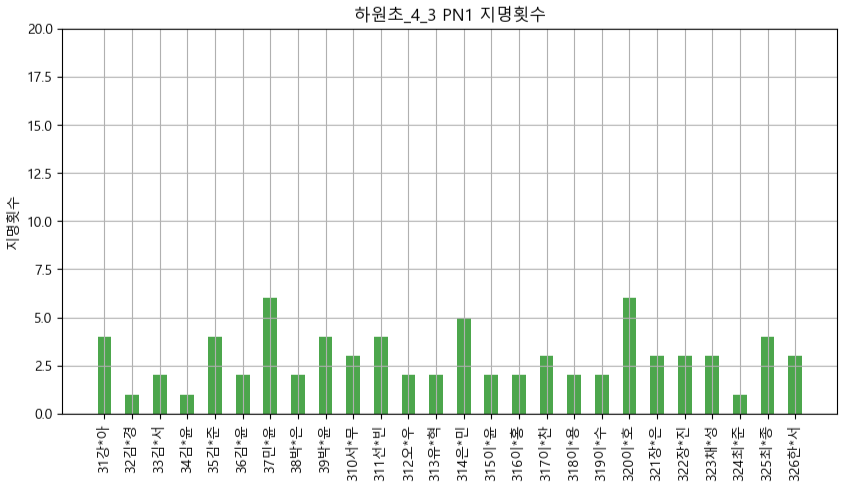 하원초_4_3 PN1 지명횟수
지명횟수
20.0
17.5
15.0
12.5
10.0
7.5
5.0
2.5
0.0
31강*아
32김*경
33김*서
34김*윤
35김*준
36김*윤
37민*윤
38박*은
39박*윤
310서*무
311선*빈
312오*우
313유*혁
314은*민
315이*윤
316이*홍
317이*찬
318이*용
319이*수
320이*호
321장*은
322장*진
323채*성
324최*준
325최*종
326한*서